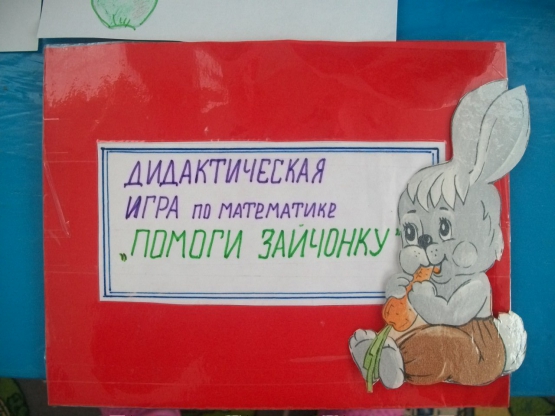 ДИДАКТИЧЕСКАЯ
ИГРА ПО МАТЕМАТИКЕ
„ПОМОГИ ЗАЙЧОНКУ"